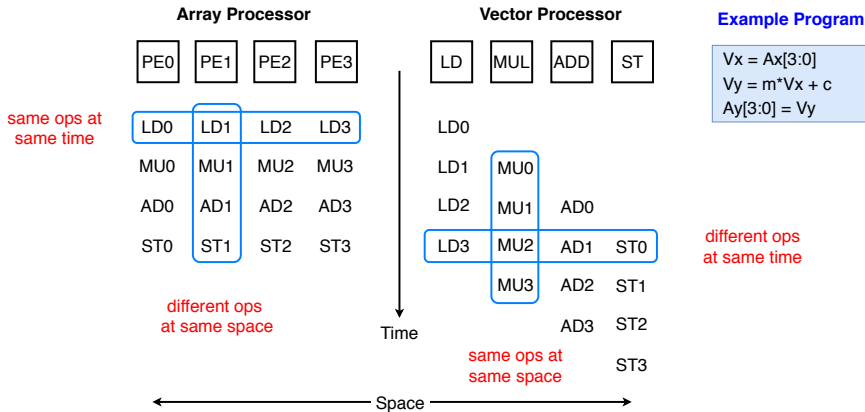 Array Processor
Vector Processor
Example Program
PE0 PE1 PE2 PE3
LD MUL ADD ST
Vx = Ax[3:0]
Vy = m*Vx + c
Ay[3:0] = Vy
same ops at
same time
LD0 LD1 LD2 LD3
MU0 MU1 MU2 MU3
AD0 AD1 AD2 AD3
ST0 ST1 ST2 ST3
different ops
at same space
LD0
LD1 MU0
LD2 MU1 AD0
LD3 MU2 AD1 ST0
MU3 AD2 ST1
AD3 ST2
ST3
different ops
at same time
Time
same ops at
same space
Space